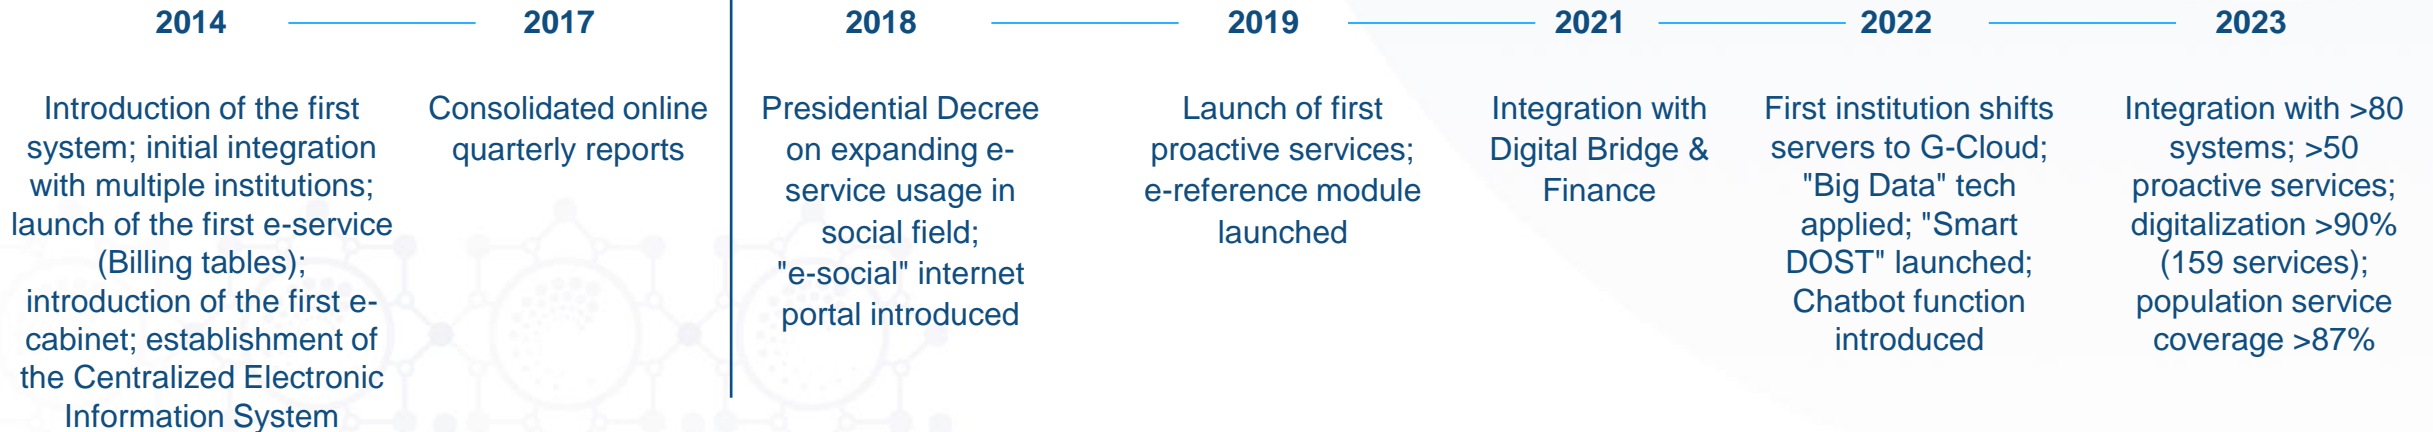 2014
Introduction of the first
system; initial integration
with multiple institutions;
launch of the first e-service
(Billing tables);
introduction of the first e-
cabinet; establishment of
the Centralized Electronic
Information System
2017
Consolidated online
quarterly reports
2018
Presidential Decree
on expanding e-
service usage in
social field;
"e-social" internet
portal introduced
2019
Launch of first
proactive services;
e-reference module
launched
2021
Integration with
Digital Bridge &
Finance
2022
First institution shifts
servers to G-Cloud;
"Big Data" tech
applied; "Smart
DOST" launched;
Chatbot function
introduced
2023
Integration with >80
systems; >50
proactive services;
digitalization >90%
(159 services);
population service
coverage >87%